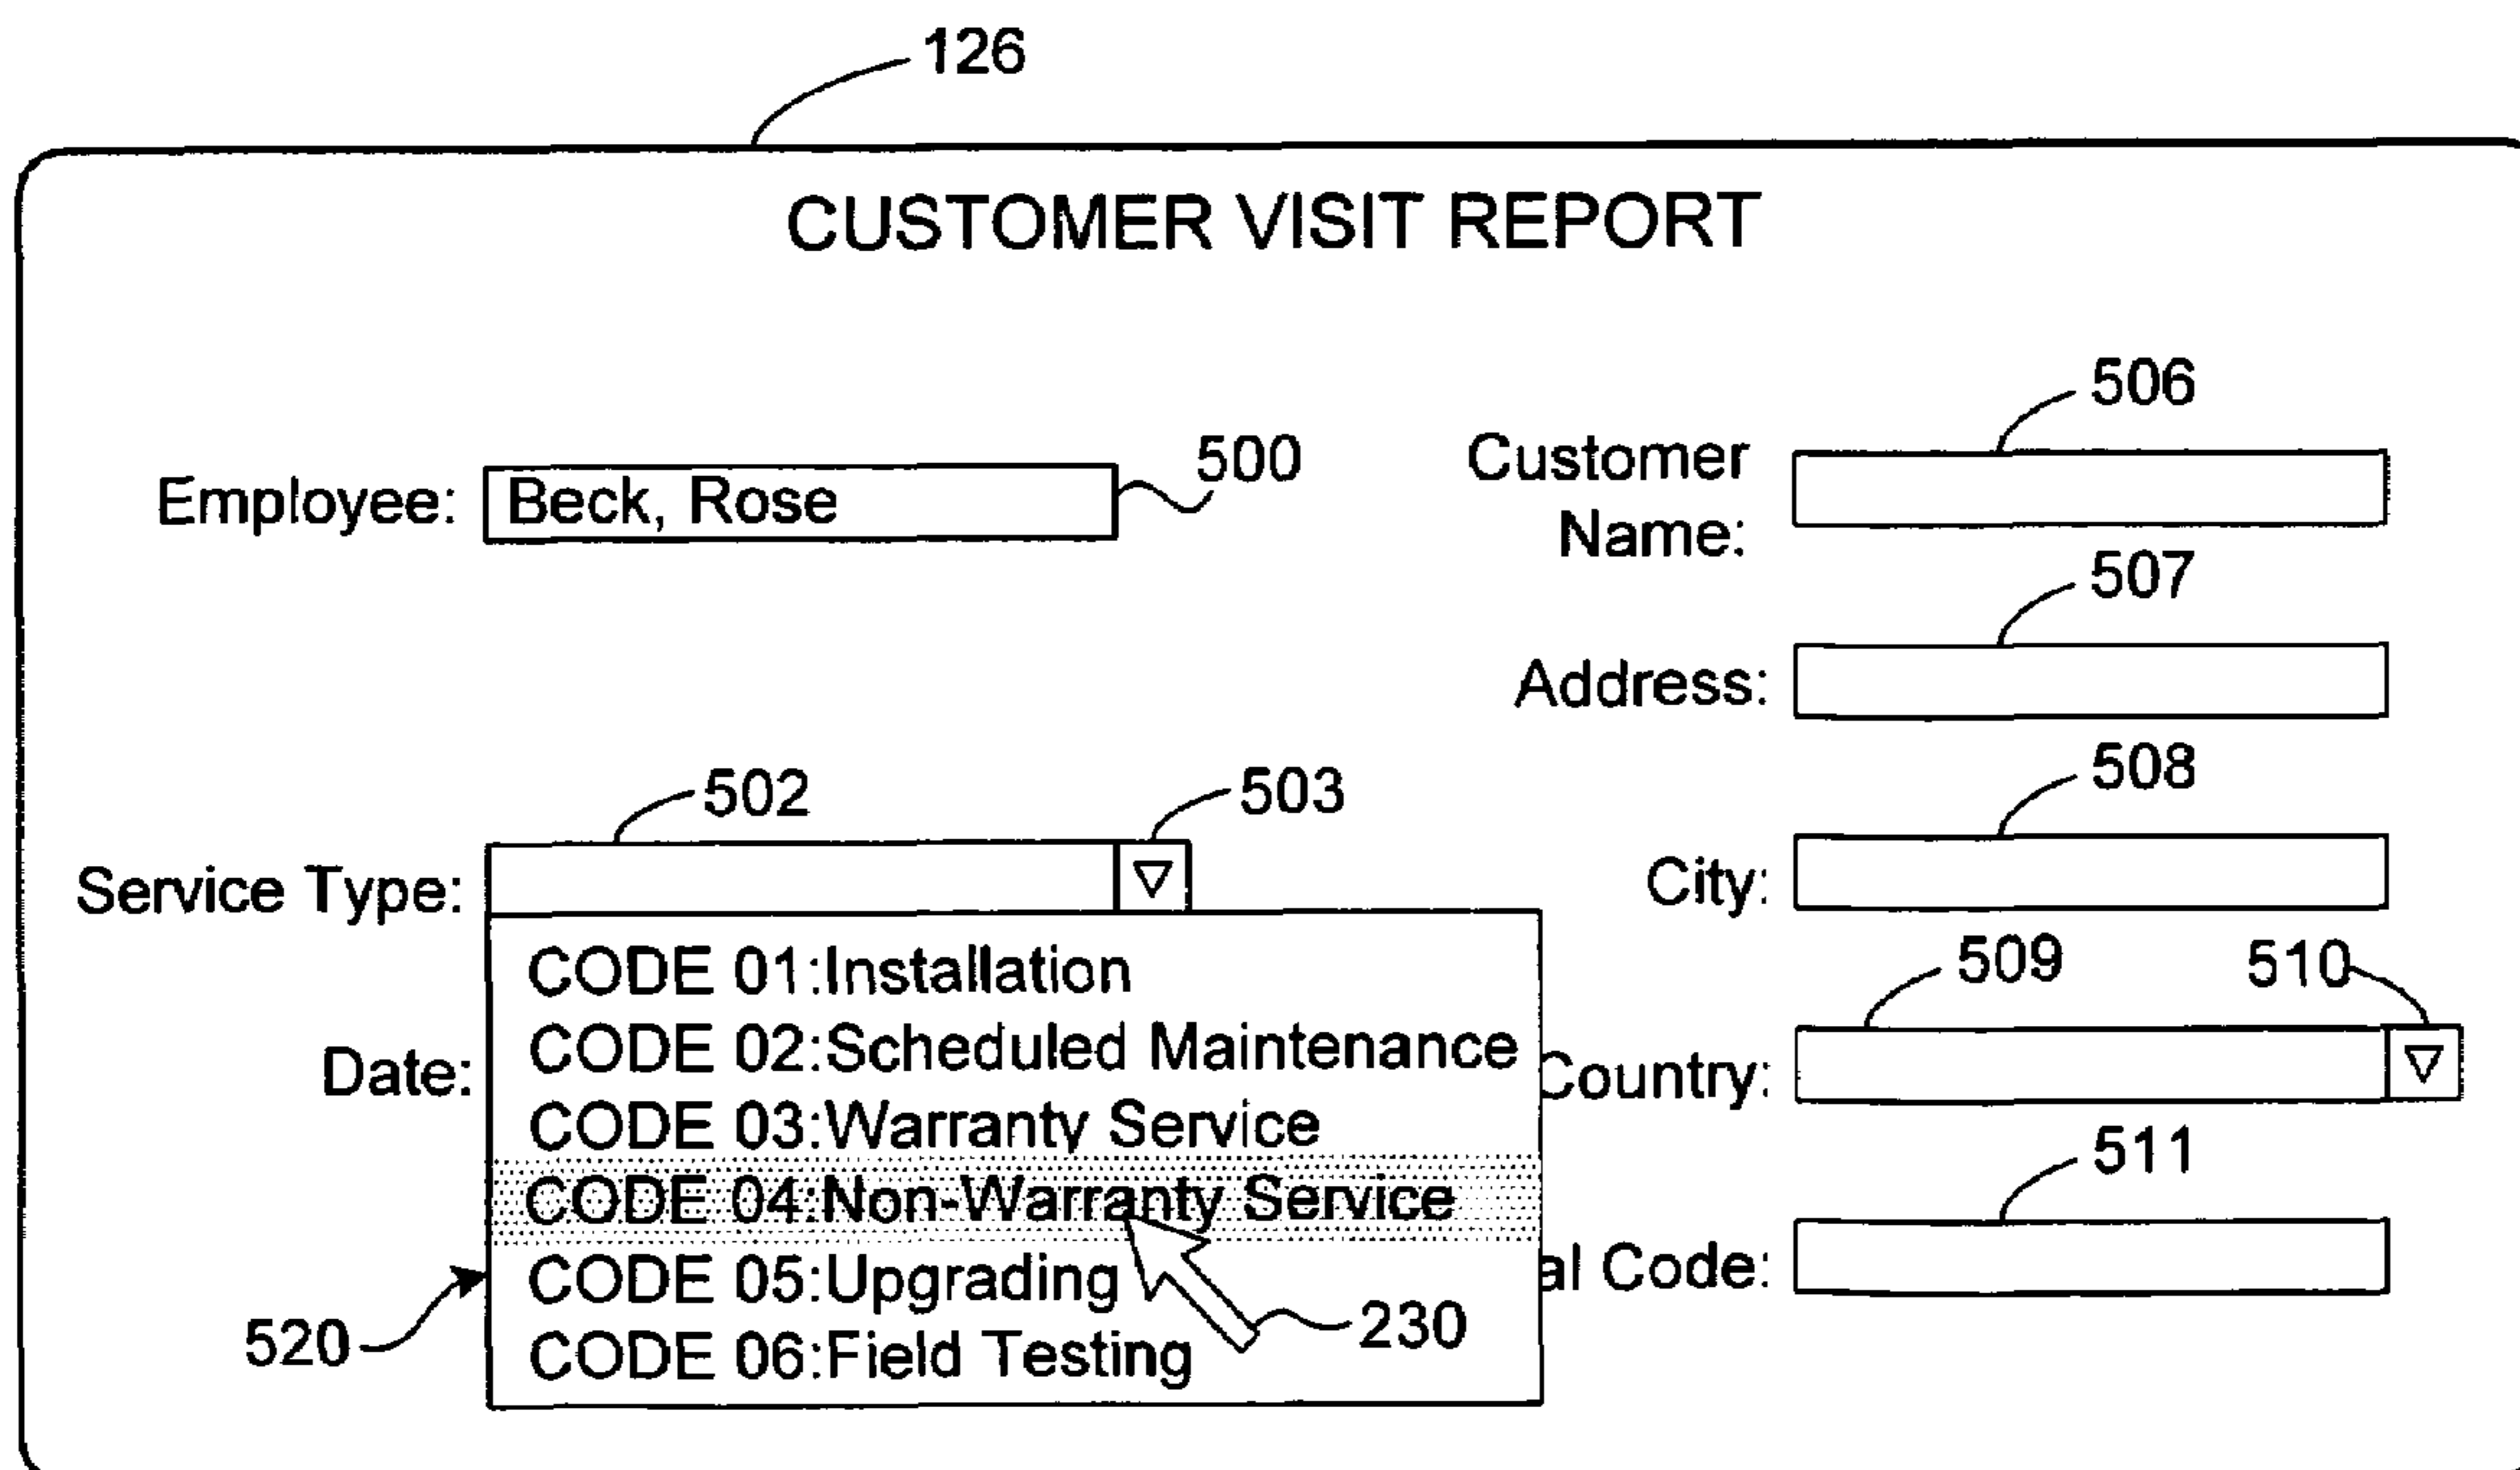 126
CUSTOMER VISIT REPORT
Employee: Beck, Rose 500
Customer Name: 506
Address: 507
502 503
Service Type:
City: 508
CODE 01:Installation
CODE 02:Scheduled Maintenance
CODE 03:Warranty Service
CODE 04:Non-Warranty Service
CODE 05:Upgrading
CODE 06:Field Testing
Date:
520
230
509 510
Country:
511
al Code: